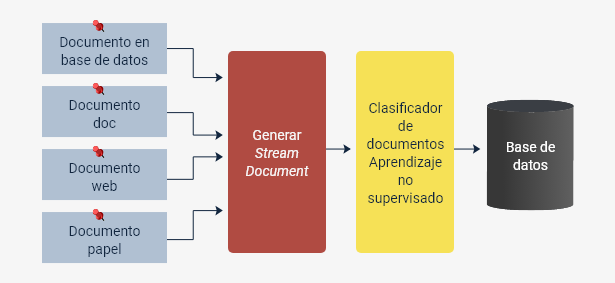 Documento en
base de datos
Documento
doc
Documento
web
Documento
papel
Generar
Stream
Document
Clasificador
de
documentos
Aprendizaje
no
supervisado
Base de
datos